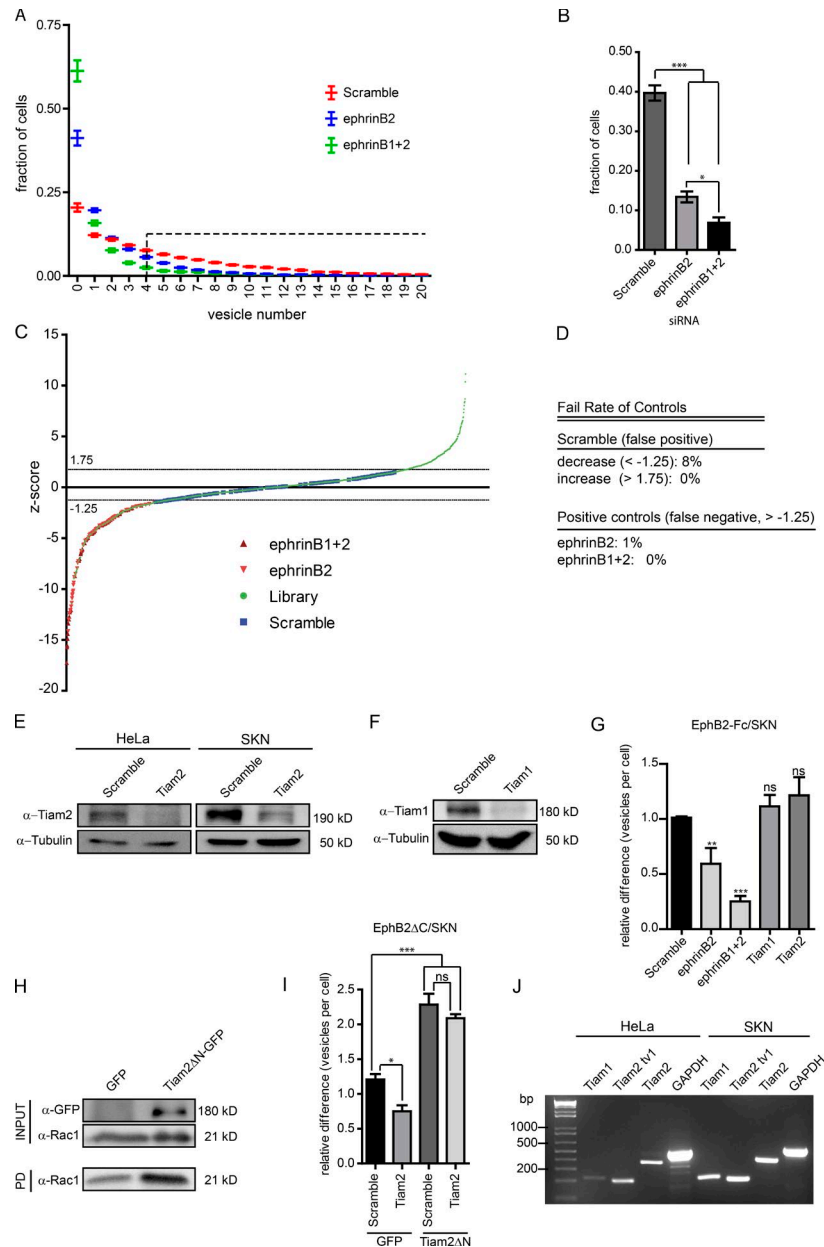 A
fraction of cells
0.75
0.50
0.25
0.00
Scramble
ephrinB2
ephrinB1+2
0 1 2 3 4 5 6 7 8 9 10 11 12 13 14 15 16 17 18 19 20
vesicle number
B
fraction of cells
0.50
0.40
0.30
0.20
0.10
0.0
***
*
Scramble
ephrinB2
ephrinB1+2
siRNA
C
z-score
15
10
5
0
-5
-10
-15
-20
1.75
-1.25
ephrinB1+2
ephrinB2
Library
Scramble
D
Fail Rate of Controls
Scramble (false positive)
decrease (< -1.25): 8%
increase (> 1.75): 0%
Positive controls (false negative, > -1.25)
ephrinB2: 1%
ephrinB1+2: 0%
E
HeLa SKN
Scramble Tiam2 Scramble Tiam2
α-Tiam2 190 kD
α-Tubulin 50 kD
F
Scramble Tiam1
α-Tiam1 180 kD
α-Tubulin 50 kD
G
EphB2-Fc/SKN
relative difference (vesicles per cell)
1.5
1.0
0.5
0
**
***
ns
ns
Scramble
ephrinB2
ephrinB1+2
Tiam1
Tiam2
H
GFP Tiam2ΔN-GFP
INPUT
α-GFP 180 kD
α-Rac1 21 kD
PD
α-Rac1 21 kD
I
EphB2ΔC/SKN
relative difference (vesicles per cell)
2.5
2.0
1.5
1.0
0.5
0.0
***
ns
*
Scramble
Tiam2
Scramble
Tiam2
GFP Tiam2ΔN
J
HeLa SKN
Tiam1 Tiam2 tv1 Tiam2 GAPDH Tiam1 Tiam2 tv1 Tiam2 GAPDH
bp
1000
500
200